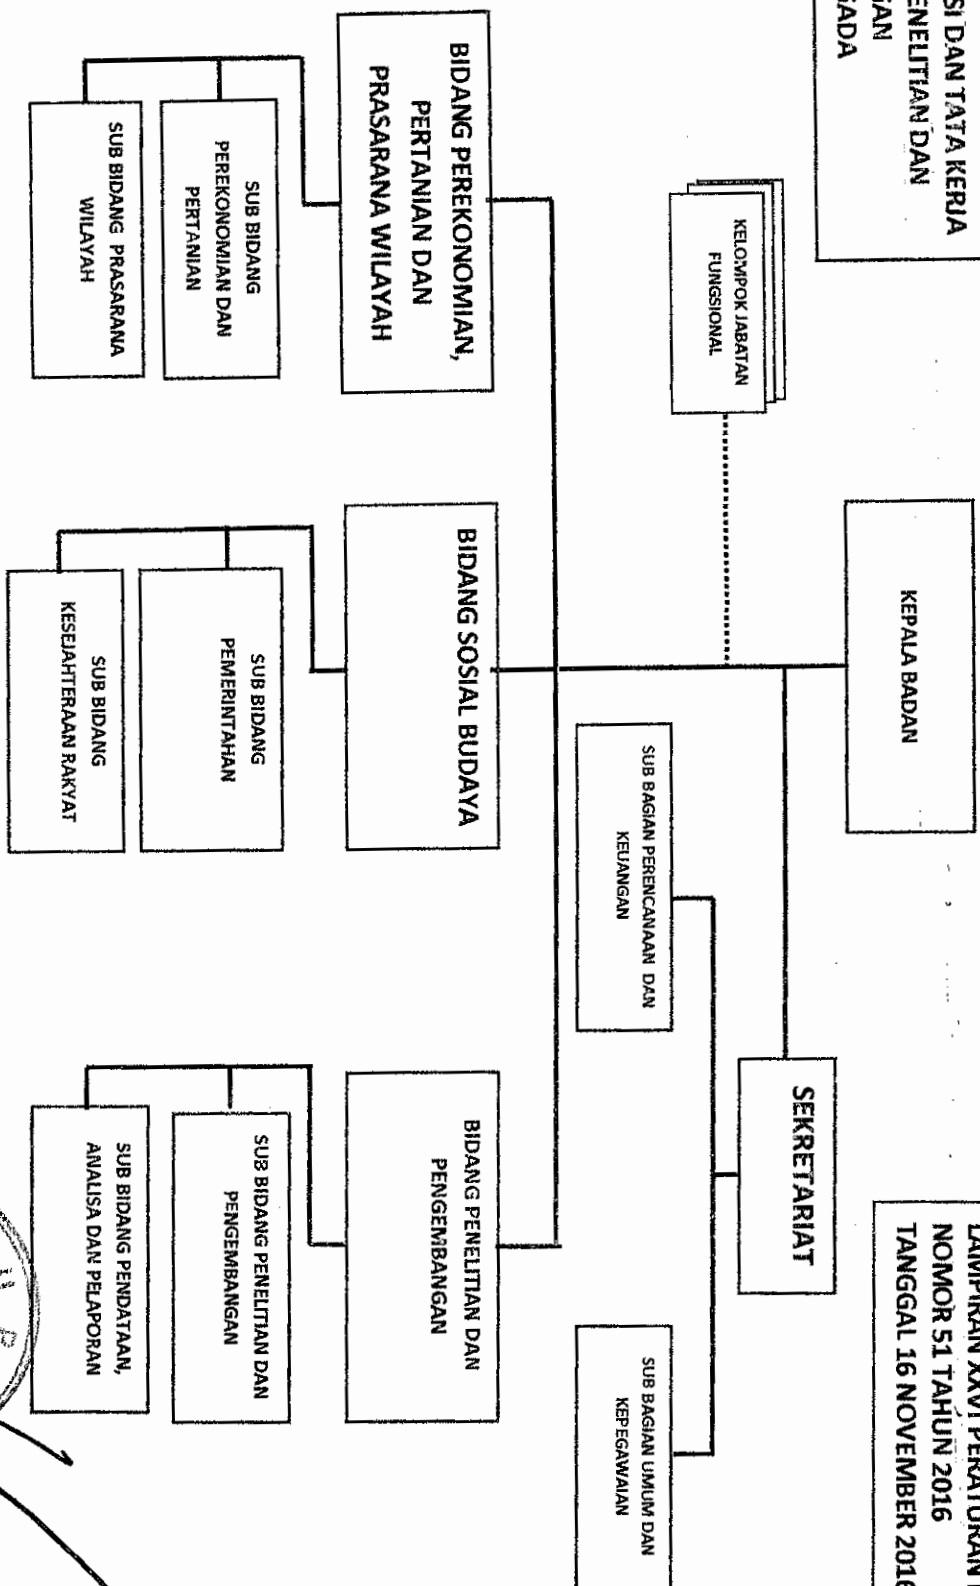 SI DAN TATA KERJA
ENELITIAN DAN
GAN
GADA
LAMPIRAN XXVI PERATURAN
NOMOR 51 TAHUN 2016
TANGGAL 16 NOVEMBER 2016
KEPALA BADAN
KELOMPOK JABATAN
FUNGSIONAL
SEKRETARIAT
SUB BAGIAN PERENCANAAN DAN
KEUANGAN
SUB BAGIAN UMUM DAN
KEPEGAWAIAN
BIDANG PEREKONOMIAN,
PERTANIAN DAN
PRASARANA WILAYAH
BIDANG SOSIAL BUDAYA
BIDANG PENELITIAN DAN
PENGEMBANGAN
SUB BIDANG
PEREKONOMIAN DAN
PERTANIAN
SUB BIDANG PRASARANA
WILAYAH
SUB BIDANG
PEMERINTAHAN
SUB BIDANG
KESEJAHTERAAN RAKYAT
SUB BIDANG PENELITIAN DAN
PENGEMBANGAN
SUB BIDANG PENDATAAN,
ANALISA DAN PELAPORAN